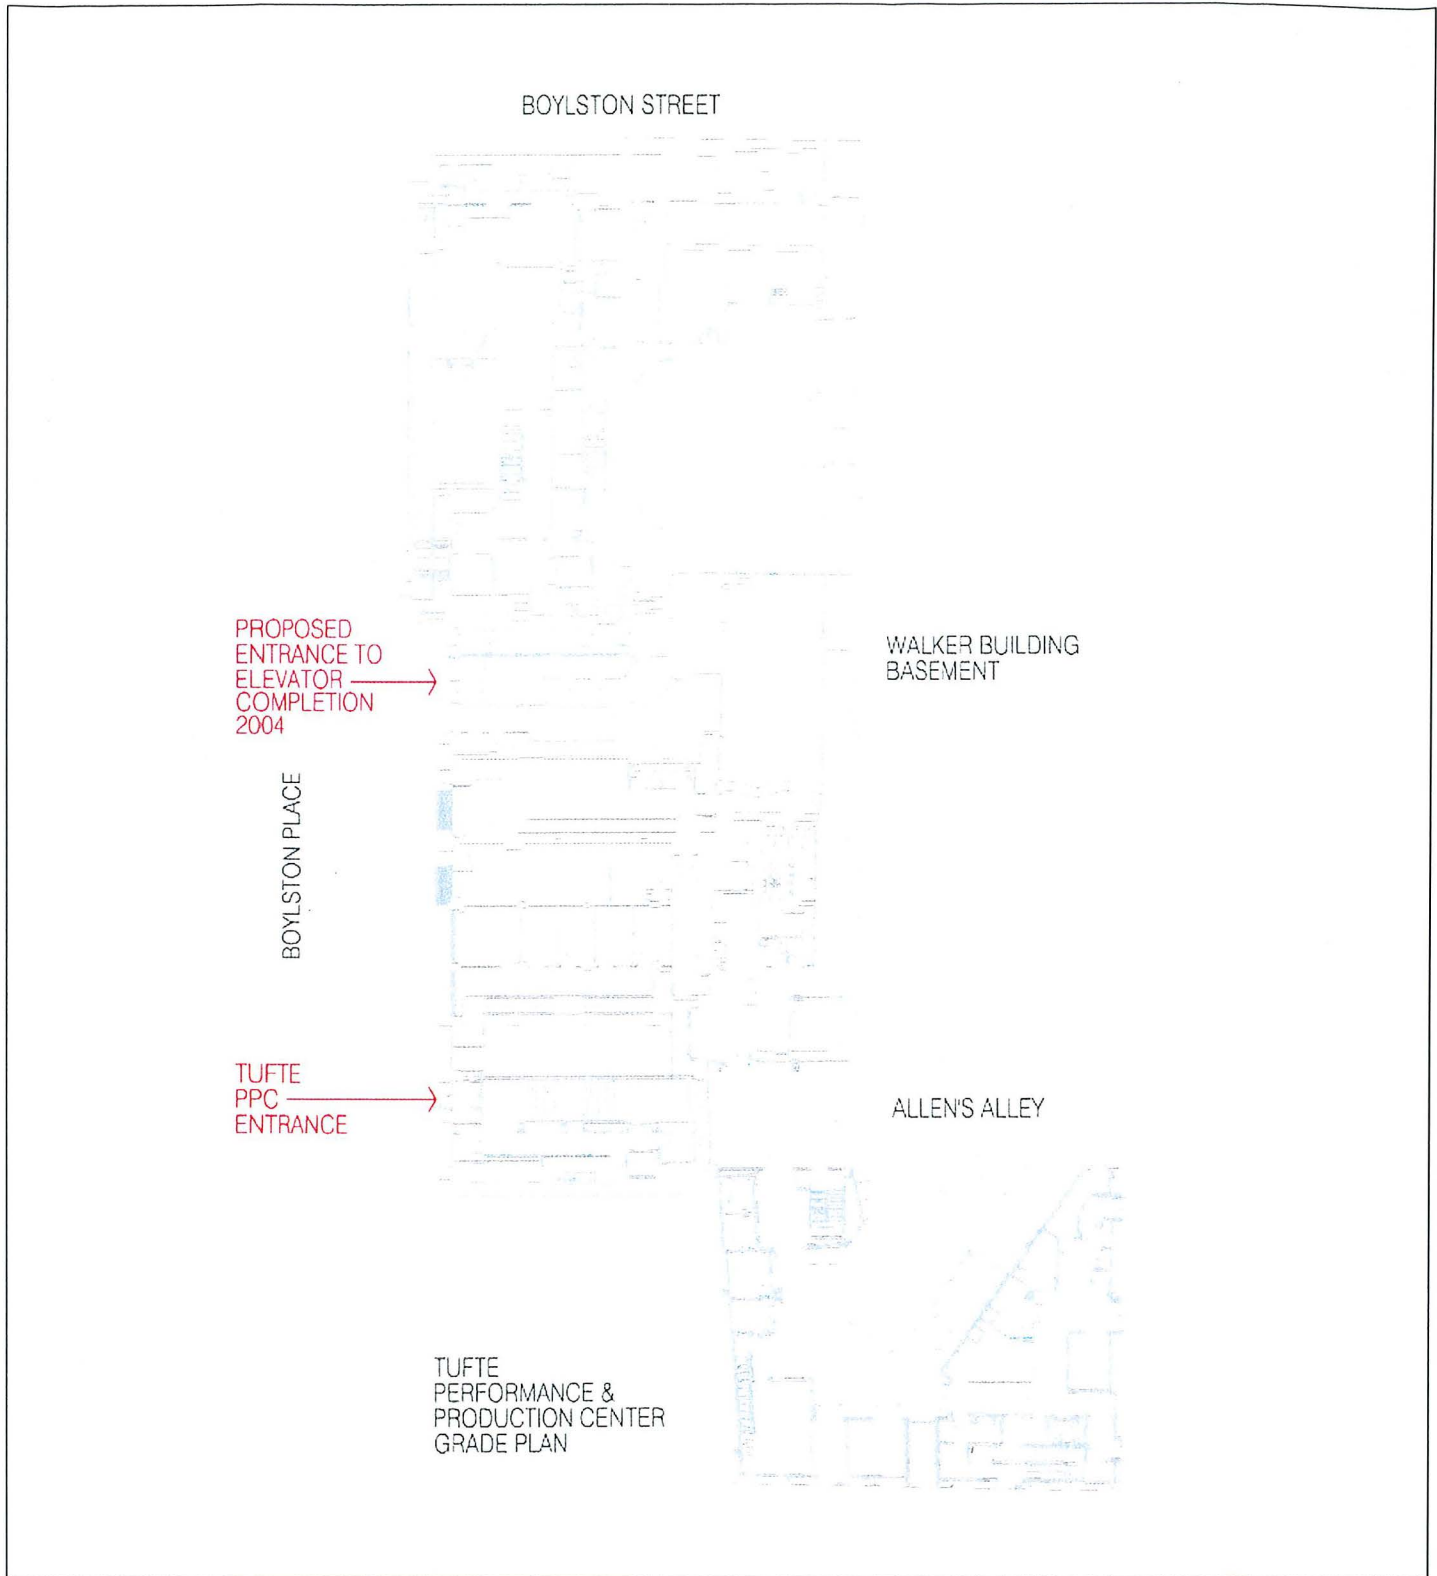 BOYLSTON STREET
PROPOSED
ENTRANCE TO
ELEVATOR
COMPLETION
2004
WALKER BUILDING
BASEMENT
BOYLSTON PLACE
TUFTE
PPC
ENTRANCE
ALLEN'S ALLEY
TUFTE
PERFORMANCE &
PRODUCTION CENTER
GRADE PLAN